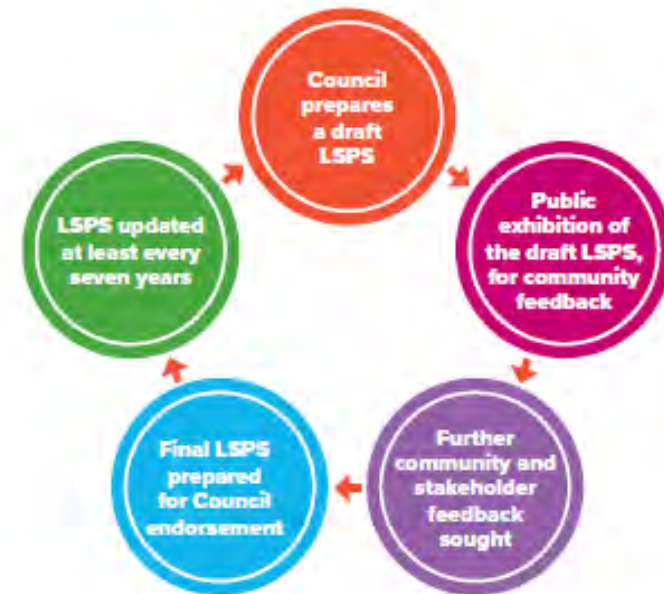 Council
prepares
a draft
LSPS
Public
exhibition of
the draft LSPS,
for community
feedback
Further
community and
stakeholder
feedback
sought
Final LSPS
prepared
for Council
endorsement
LSPS updated
at least every
seven years